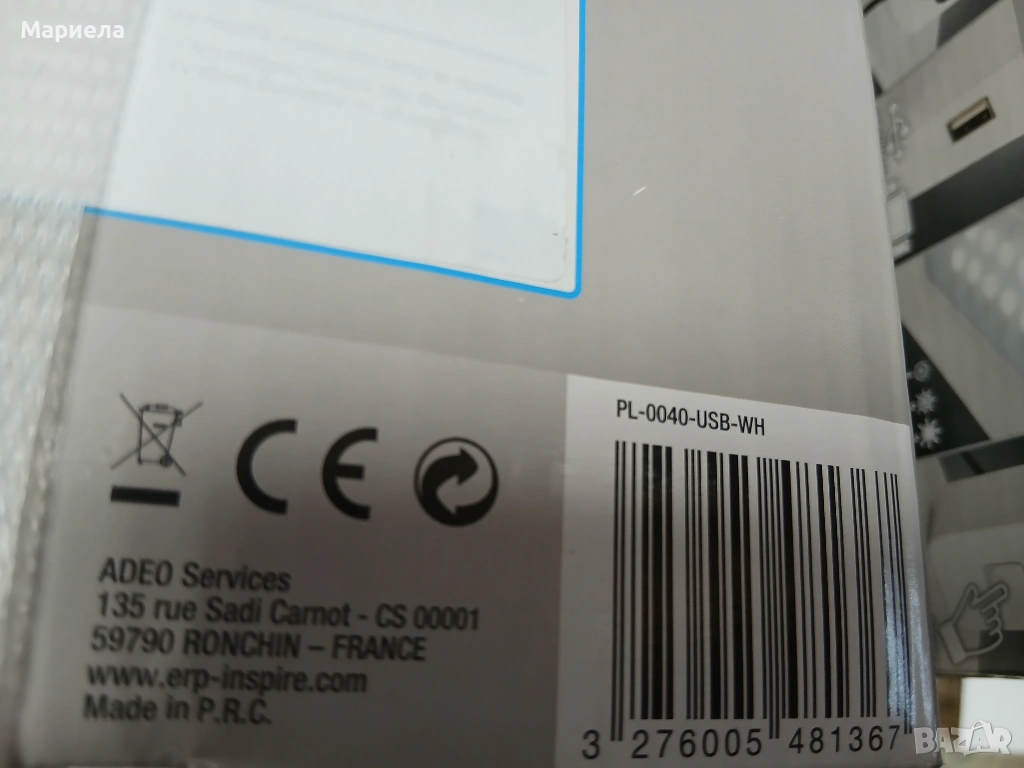 Мариела
PL-0040-USB-WH
ADEO Services
135 rue Sadi Carnot - CS 00001
59790 RONCHIN – FRANCE
www.erp-inspire.com
Made in P.R.C.
3 276005 481367
BAZAR